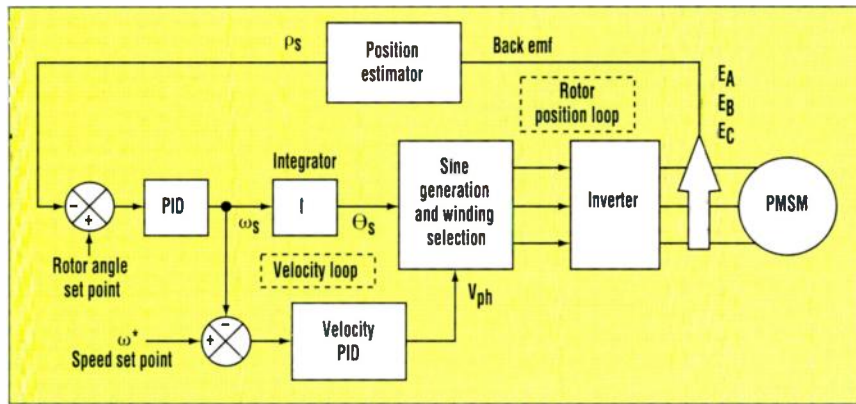 ρs
Position
estimator
Back emf
EA
EB
EC
Rotor
position loop
Integrator
Sine
generation
and winding
selection
Inverter
PMSM
-
+
PID
ωs
I
Θs
Rotor angle
set point
Velocity loop
Vph
-
+
ω*
Speed set point
Velocity
PID